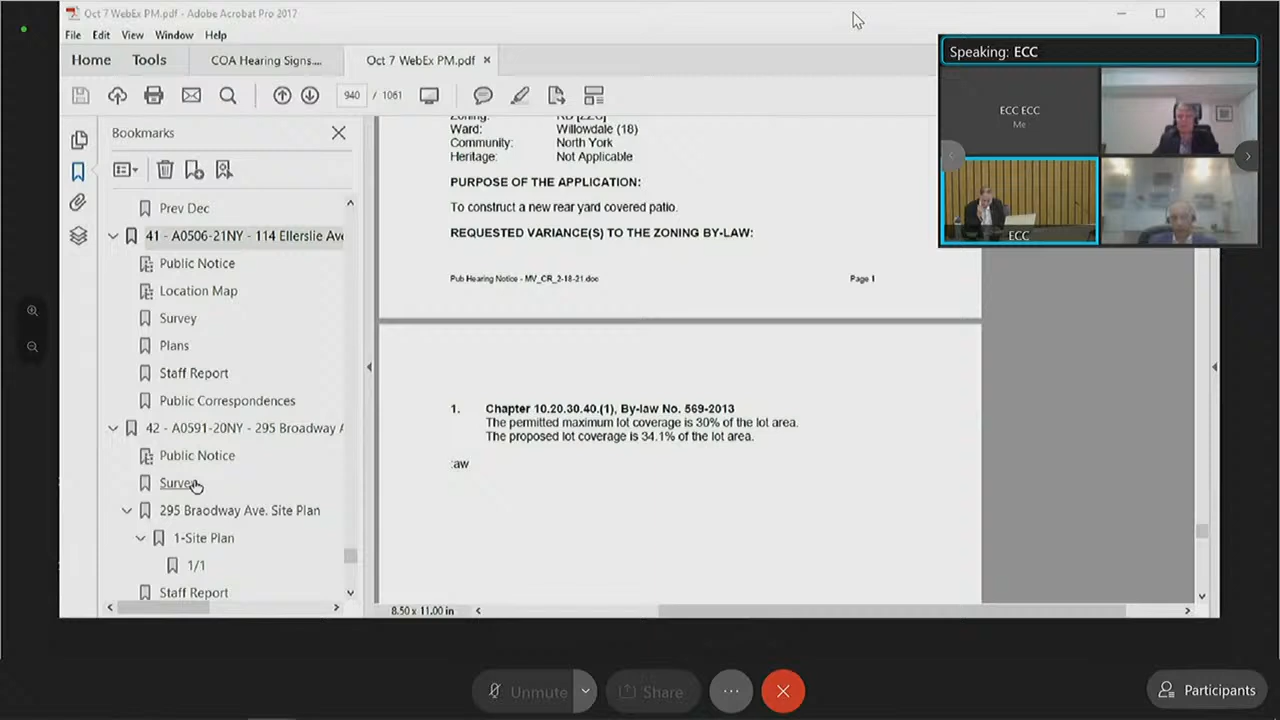 Oct 7 WebEx PM.pdf - Adobe Acrobat Pro 2017
File Edit View Window Help
Home Tools COA Hearing Signs.... Oct 7 WebEx PM.pdf ×
940 / 1061
Speaking: ECC
ECC ECC
Me
ECC
Bookmarks
Prev Dec
41 - A0506-21NY - 114 Ellerslie Ave
Public Notice
Location Map
Survey
Plans
Staff Report
Public Correspondences
42 - A0591-20NY - 295 Broadway A
Public Notice
Survey
295 Braodway Ave. Site Plan
1-Site Plan
1/1
Staff Report
Zoning:
Ward: Willowdale (18)
Community: North York
Heritage: Not Applicable
PURPOSE OF THE APPLICATION:
To construct a new rear yard covered patio.
REQUESTED VARIANCE(S) TO THE ZONING BY-LAW:
Pub Hearing Notice - MV_CR_2-18-21.doc Page 1
1. Chapter 10.20.30.40.(1), By-law No. 569-2013
The permitted maximum lot coverage is 30% of the lot area.
The proposed lot coverage is 34.1% of the lot area.
:aw
8.50 x 11.00 in
Unmute Share Participants